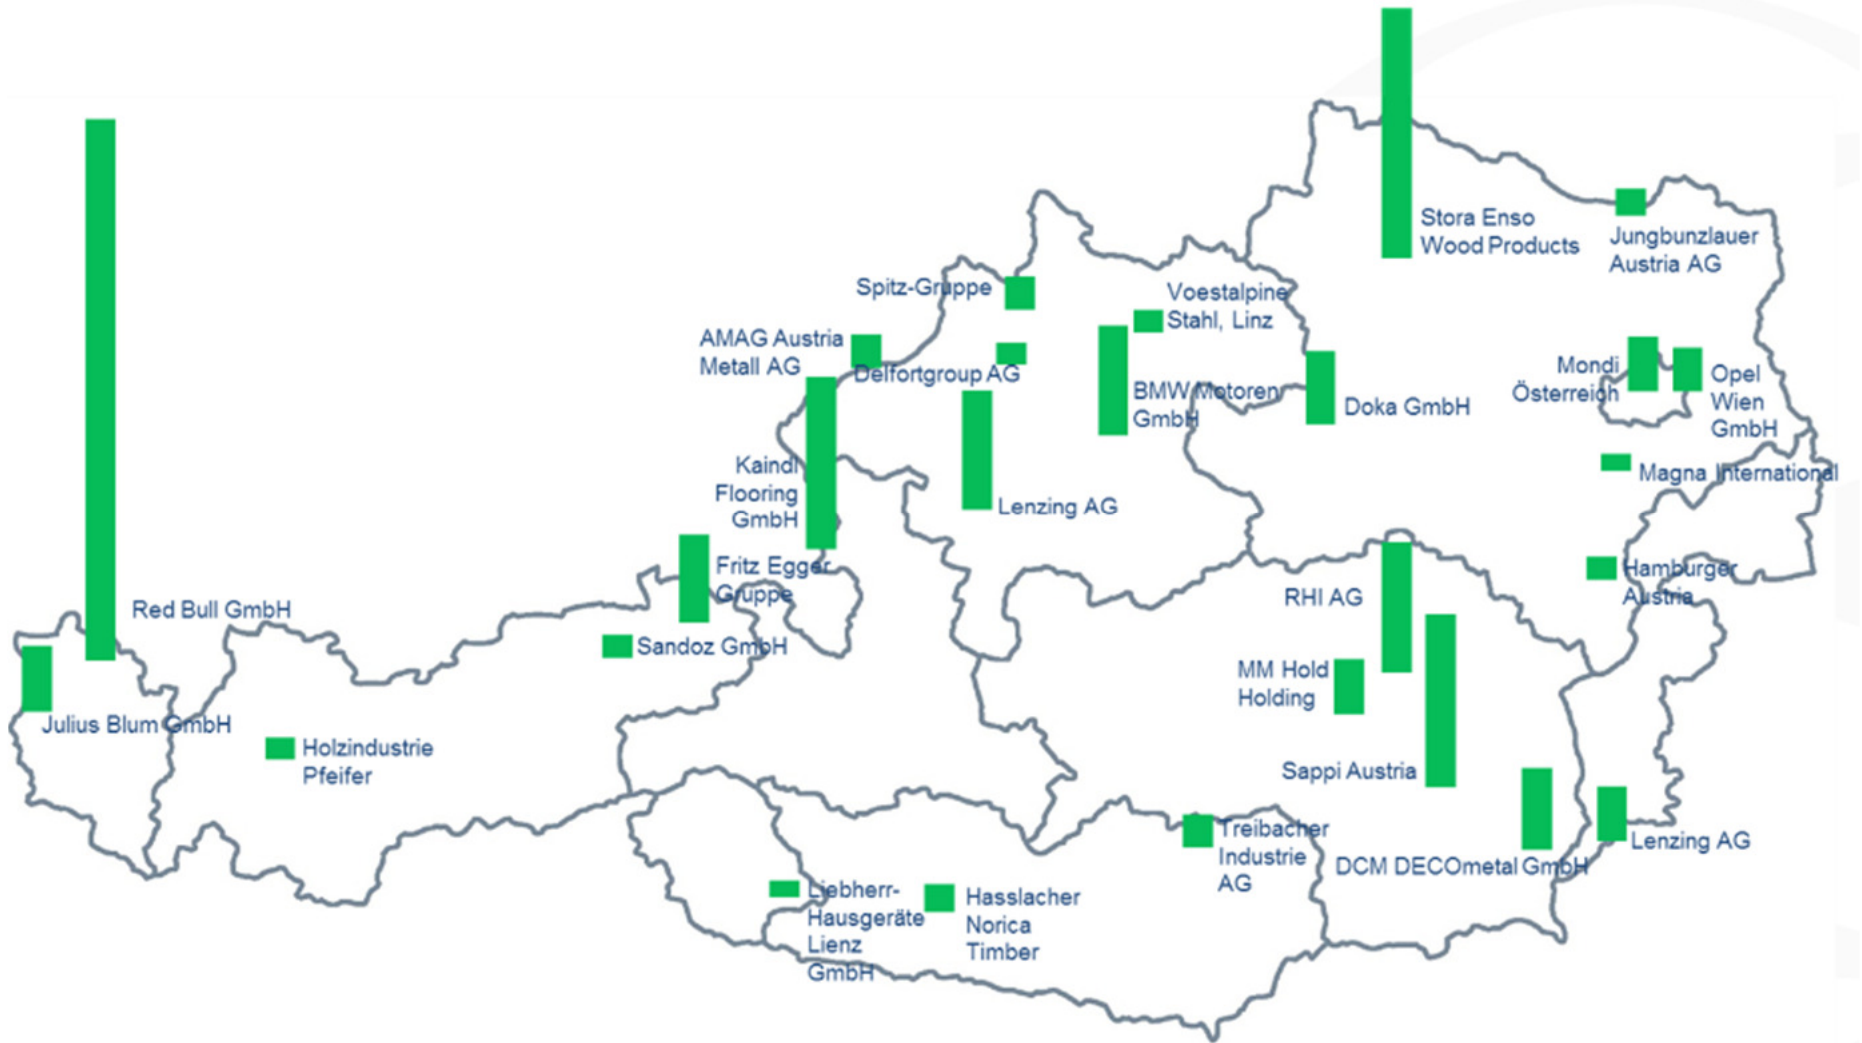 Stora Enso
Wood Products
Jungbunzlauer
Austria AG
Spitz-Gruppe
Voestalpine
Stahl, Linz
AMAG Austria
Metall AG
Delfortgroup AG
BMW Motoren
GmbH
Doka GmbH
Mondi
Österreich
Opel
Wien
GmbH
Kaindl
Flooring
GmbH
Lenzing AG
Magna International
Fritz Egger
Gruppe
Hamburger
Austria
RHI AG
Red Bull GmbH
Sandoz GmbH
MM Hold
Holding
Julius Blum GmbH
Holzindustrie
Pfeifer
Sappi Austria
Treibacher
Industrie
AG
DCM DECOmetal GmbH
Lenzing AG
Liebherr-
Hausgeräte
Lienz
GmbH
Hasslacher
Norica
Timber